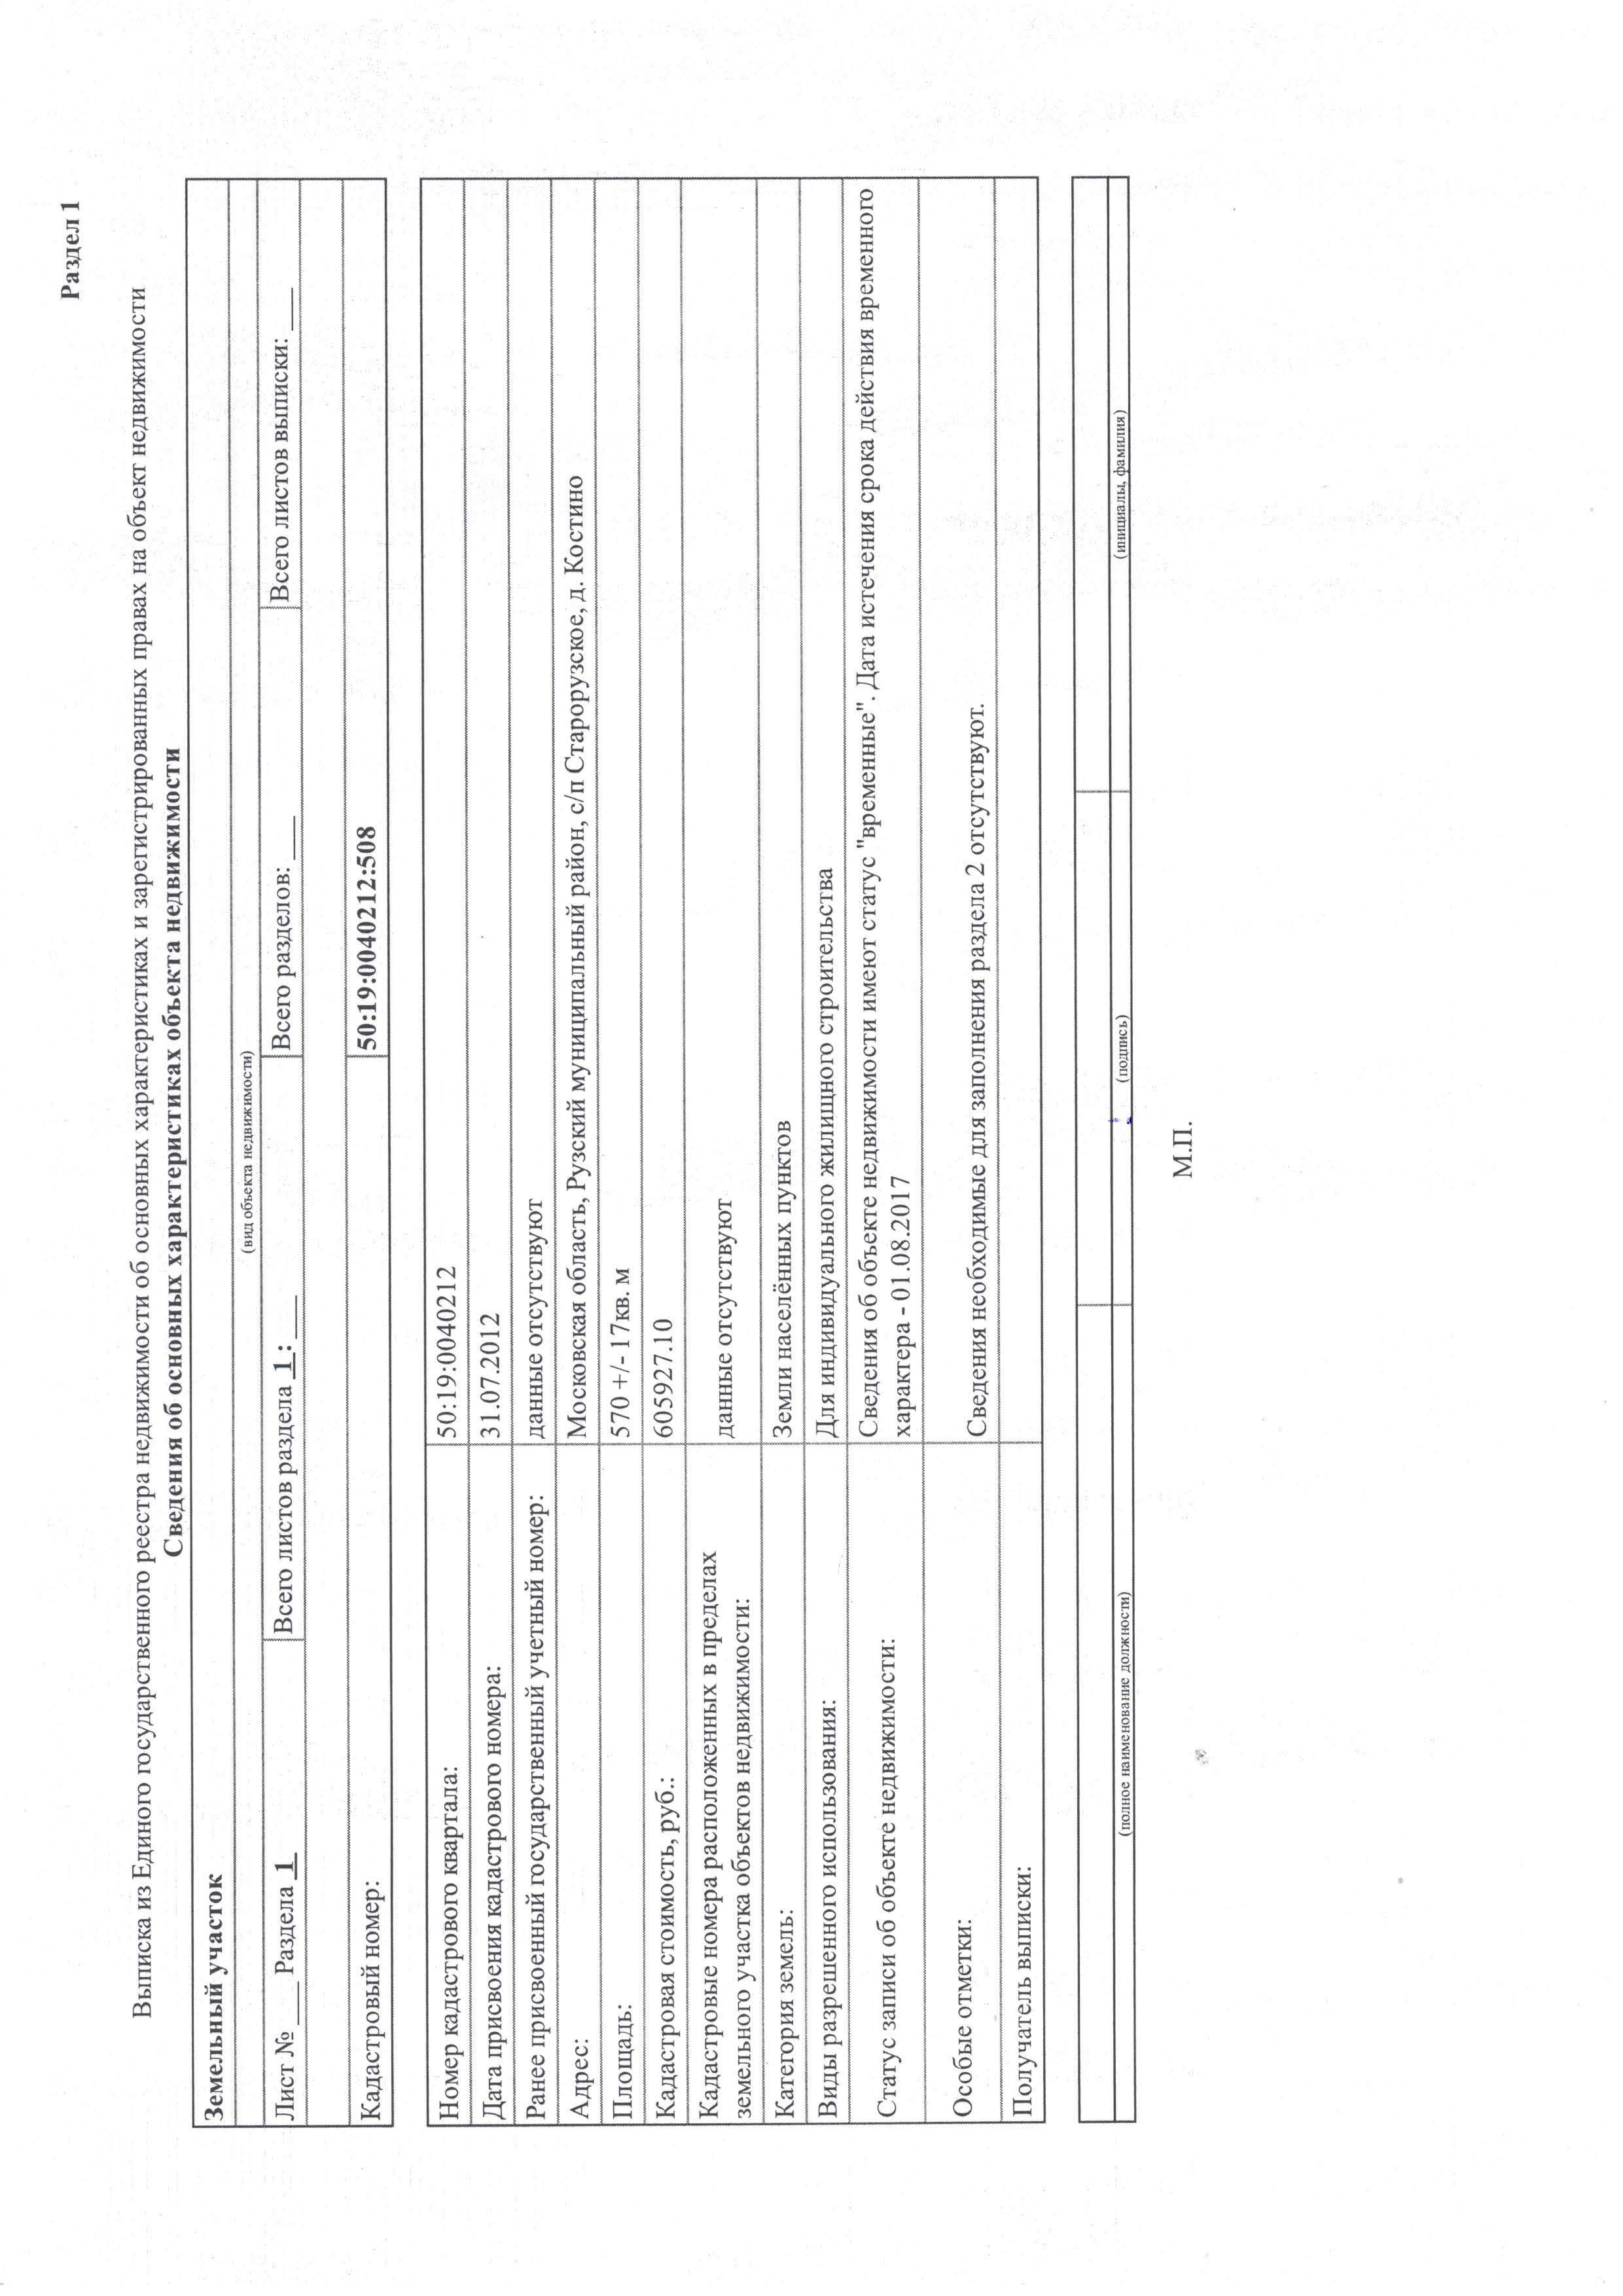 Раздел 1
Выписка из Единого государственного реестра недвижимости об основных характеристиках и зарегистрированных правах на объект недвижимости
Сведения об основных характеристиках объекта недвижимости
Земельный участок
(вид объекта недвижимости)
Лист № ___ Раздела 1 Всего листов раздела 1 : ___ Всего разделов: ___ Всего листов выписки: ___
Кадастровый номер: 50:19:0040212:508
Номер кадастрового квартала: 50:19:0040212
Дата присвоения кадастрового номера: 31.07.2012
Ранее присвоенный государственный учетный номер: данные отсутствуют
Адрес: Московская область, Рузский муниципальный район, с/п Старорузское, д. Костино
Площадь: 570 +/- 17кв. м
Кадастровая стоимость, руб.: 605927.10
Кадастровые номера расположенных в пределах
земельного участка объектов недвижимости: данные отсутствуют
Категория земель: Земли населённых пунктов
Виды разрешенного использования: Для индивидуального жилищного строительства
Статус записи об объекте недвижимости: Сведения об объекте недвижимости имеют статус "временные". Дата истечения срока действия временного
характера - 01.08.2017
Особые отметки: Сведения необходимые для заполнения раздела 2 отсутствуют.
Получатель выписки:
(полное наименование должности) (подпись) (инициалы, фамилия)
М.П.